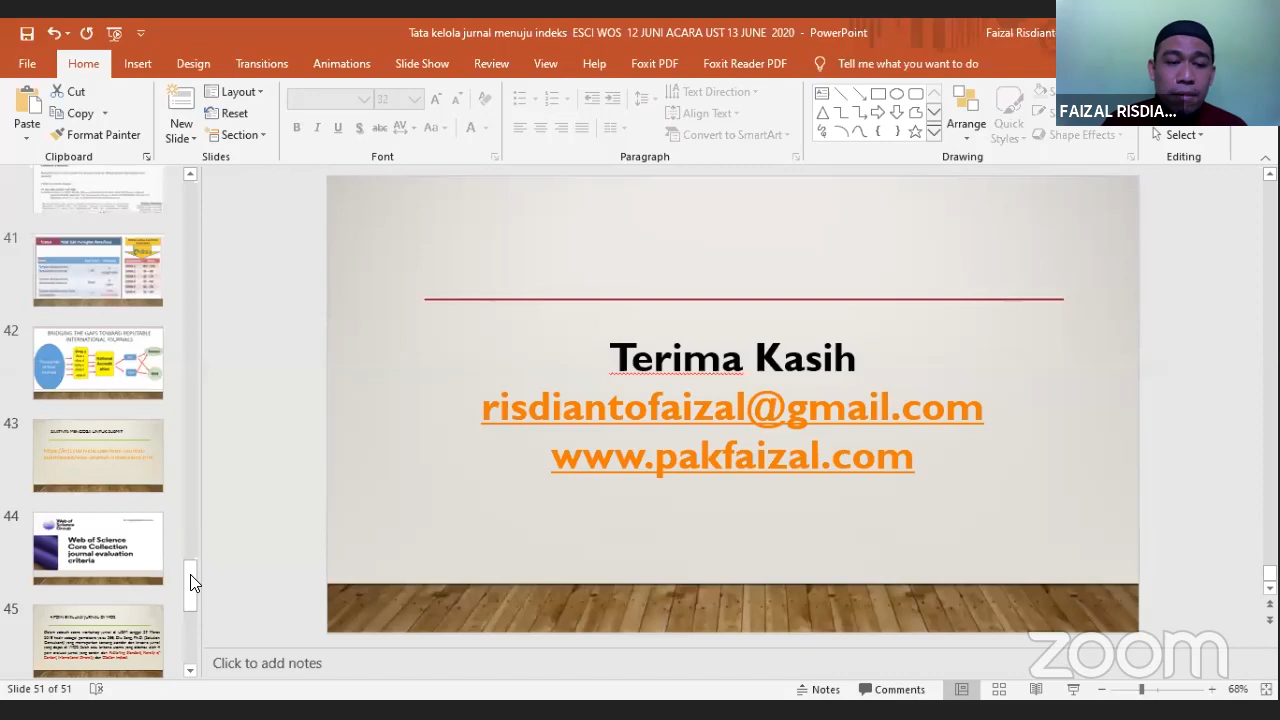 Tata kelola jurnal menuju indeks ESCI WOS 12 JUNI ACARA UST 13 JUNE 2020 - PowerPoint
Faizal Risdiant
File Home Insert Design Transitions Animations Slide Show Review View Help Foxit PDF Foxit Reader PDF Tell me what you want to do
Cut
Copy
Format Painter
Paste
Clipboard
New
Slide
Layout
Reset
Section
Slides
32
Font
Text Direction
Align Text
Convert to SmartArt
Paragraph
Arrange
Quick
Styles
Shape Effects
Drawing
Select
Editing
FAIZAL RISDIA...
41
42
BRIDGING THE GAPS TOWARD REPUTABLE
INTERNATIONAL JOURNALS
43
44
Web of
Science
Group
Web of Science
Core Collection
journal evaluation
criteria
45
Terima Kasih
risdiantofaizal@gmail.com
www.pakfaizal.com
zoom
Click to add notes
Slide 51 of 51
Notes
Comments
68%